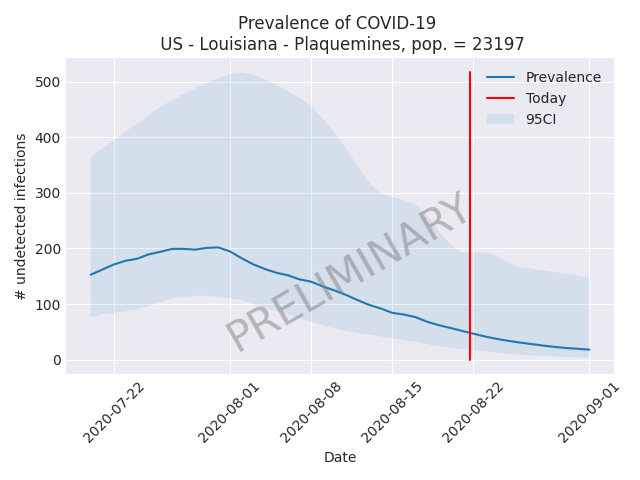 Prevalence of COVID-19
US - Louisiana - Plaquemines, pop. = 23197
# undetected infections
500
400
300
200
100
0
Prevalence
Today
95CI
PRELIMINARY
2020-07-22
2020-08-01
2020-08-08
2020-08-15
2020-08-22
2020-09-01
Date